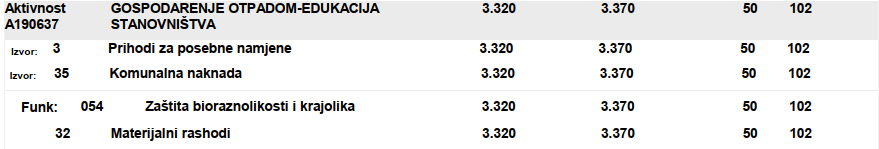 Aktivnost GOSPODARENJE OTPADOM-EDUKACIJA 3.320 3.370 50 102
A190637 STANOVNIŠTVA
Izvor: 3 Prihodi za posebne namjene 3.320 3.370 50 102
Izvor: 35 Komunalna naknada 3.320 3.370 50 102
Funk: 054 Zaštita bioraznolikosti i krajolika 3.320 3.370 50 102
32 Materijalni rashodi 3.320 3.370 50 102